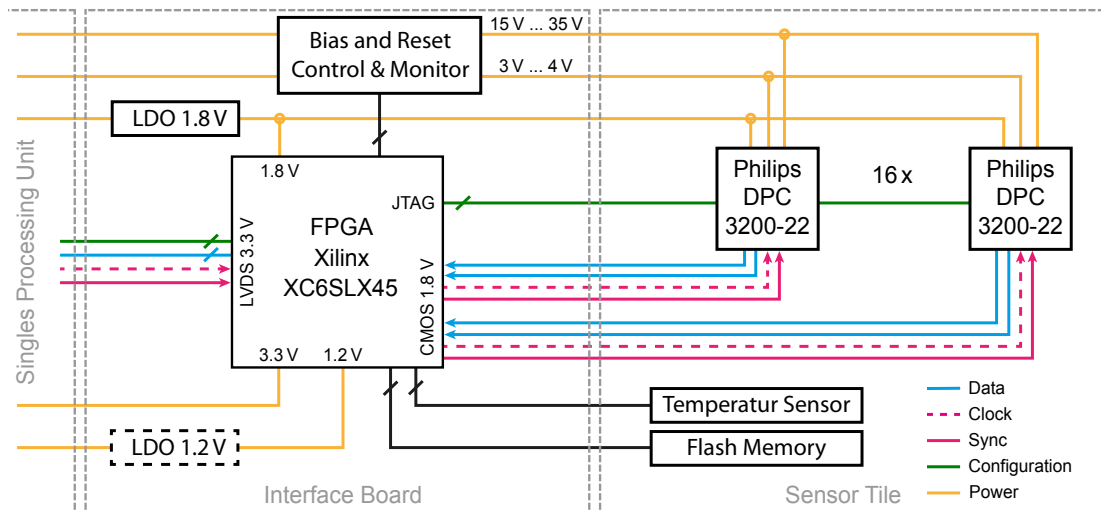 15 V ... 35 V
Bias and Reset
Control & Monitor
3 V ... 4 V
LDO 1.8 V
Singles Processing Unit
1.8 V
JTAG
FPGA
Xilinx
XC6SLX45
LVDS 3.3 V
CMOS 1.8 V
3.3 V
1.2 V
Philips
DPC
3200-22
16 x
Philips
DPC
3200-22
LDO 1.2 V
Temperatur Sensor
Flash Memory
Data
Clock
Sync
Configuration
Power
Interface Board
Sensor Tile